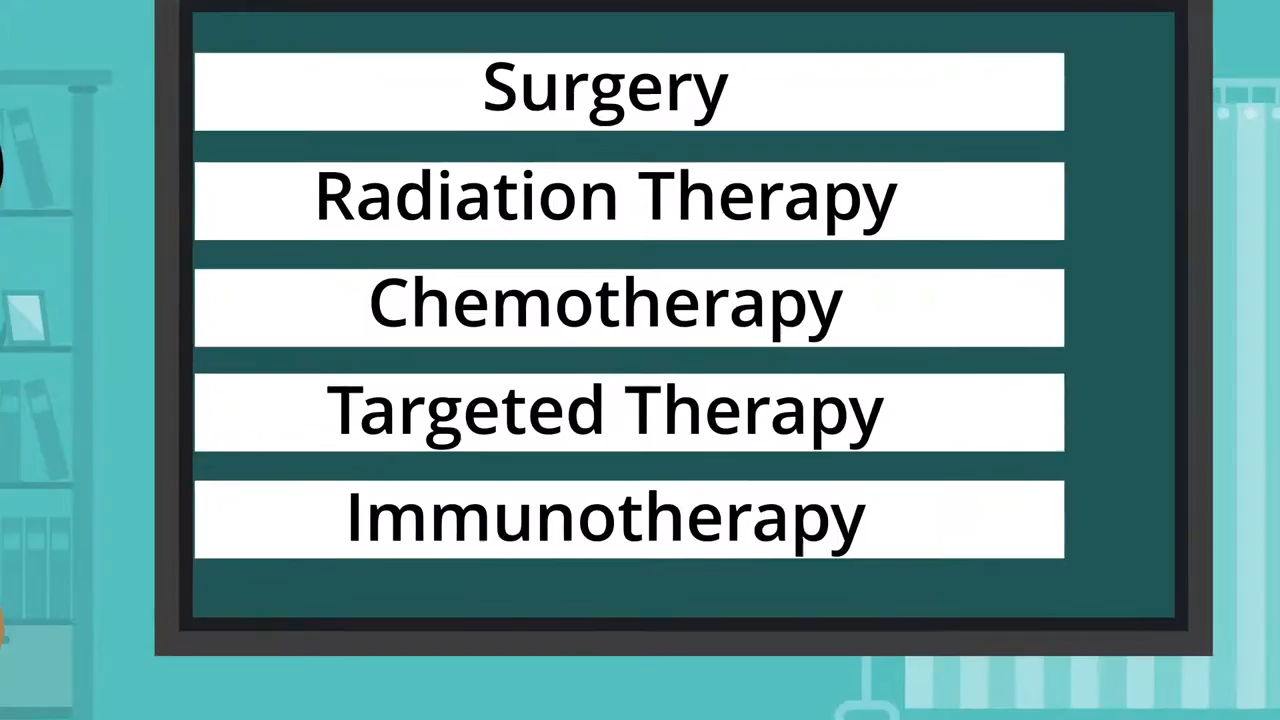 Surgery
Radiation Therapy
Chemotherapy
Targeted Therapy
Immunotherapy